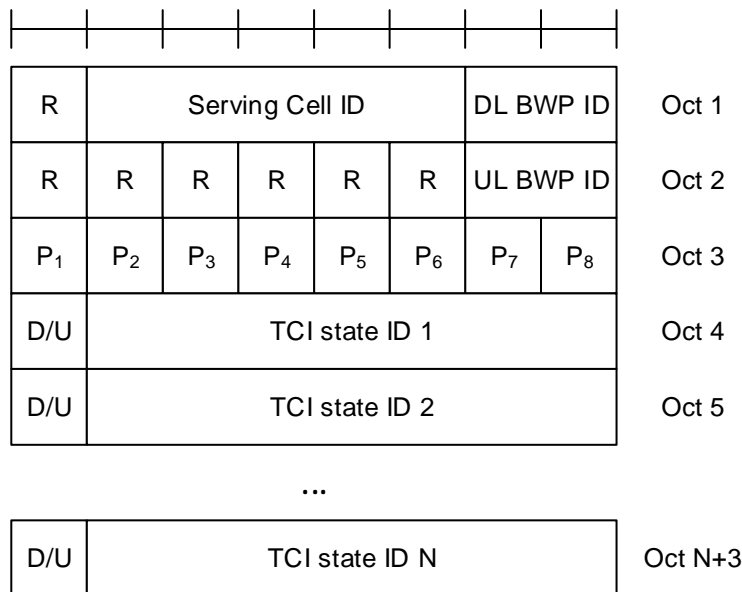 R Serving Cell ID DL BWP ID Oct 1
R R R R R R UL BWP ID Oct 2
P₁ P₂ P₃ P₄ P₅ P₆ P₇ P₈ Oct 3
D/U TCI state ID 1 Oct 4
D/U TCI state ID 2 Oct 5
...
D/U TCI state ID N Oct N+3